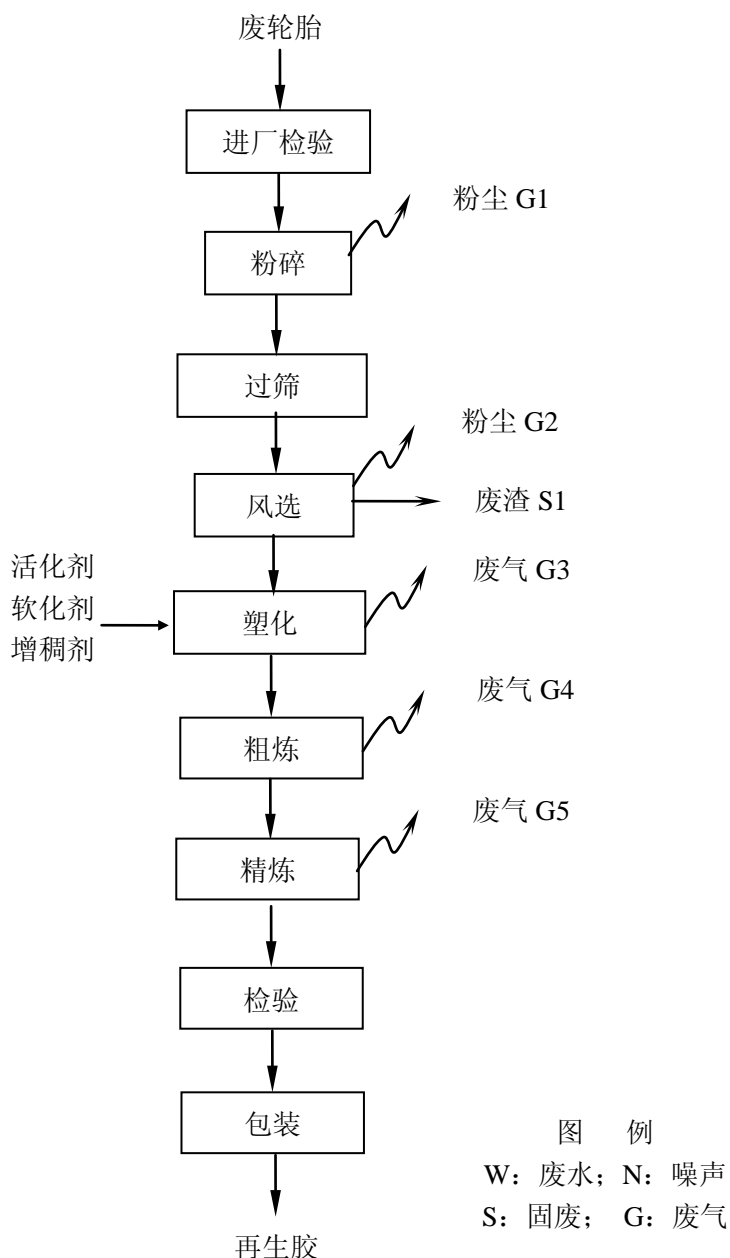 废轮胎
进厂检验
粉尘 G1
粉碎
过筛
粉尘 G2
风选
废渣 S1
活化剂
软化剂
增稠剂
废气 G3
塑化
废气 G4
粗炼
废气 G5
精炼
检验
包装
再生胶
图 例
W：废水；N：噪声
S：固废； G：废气